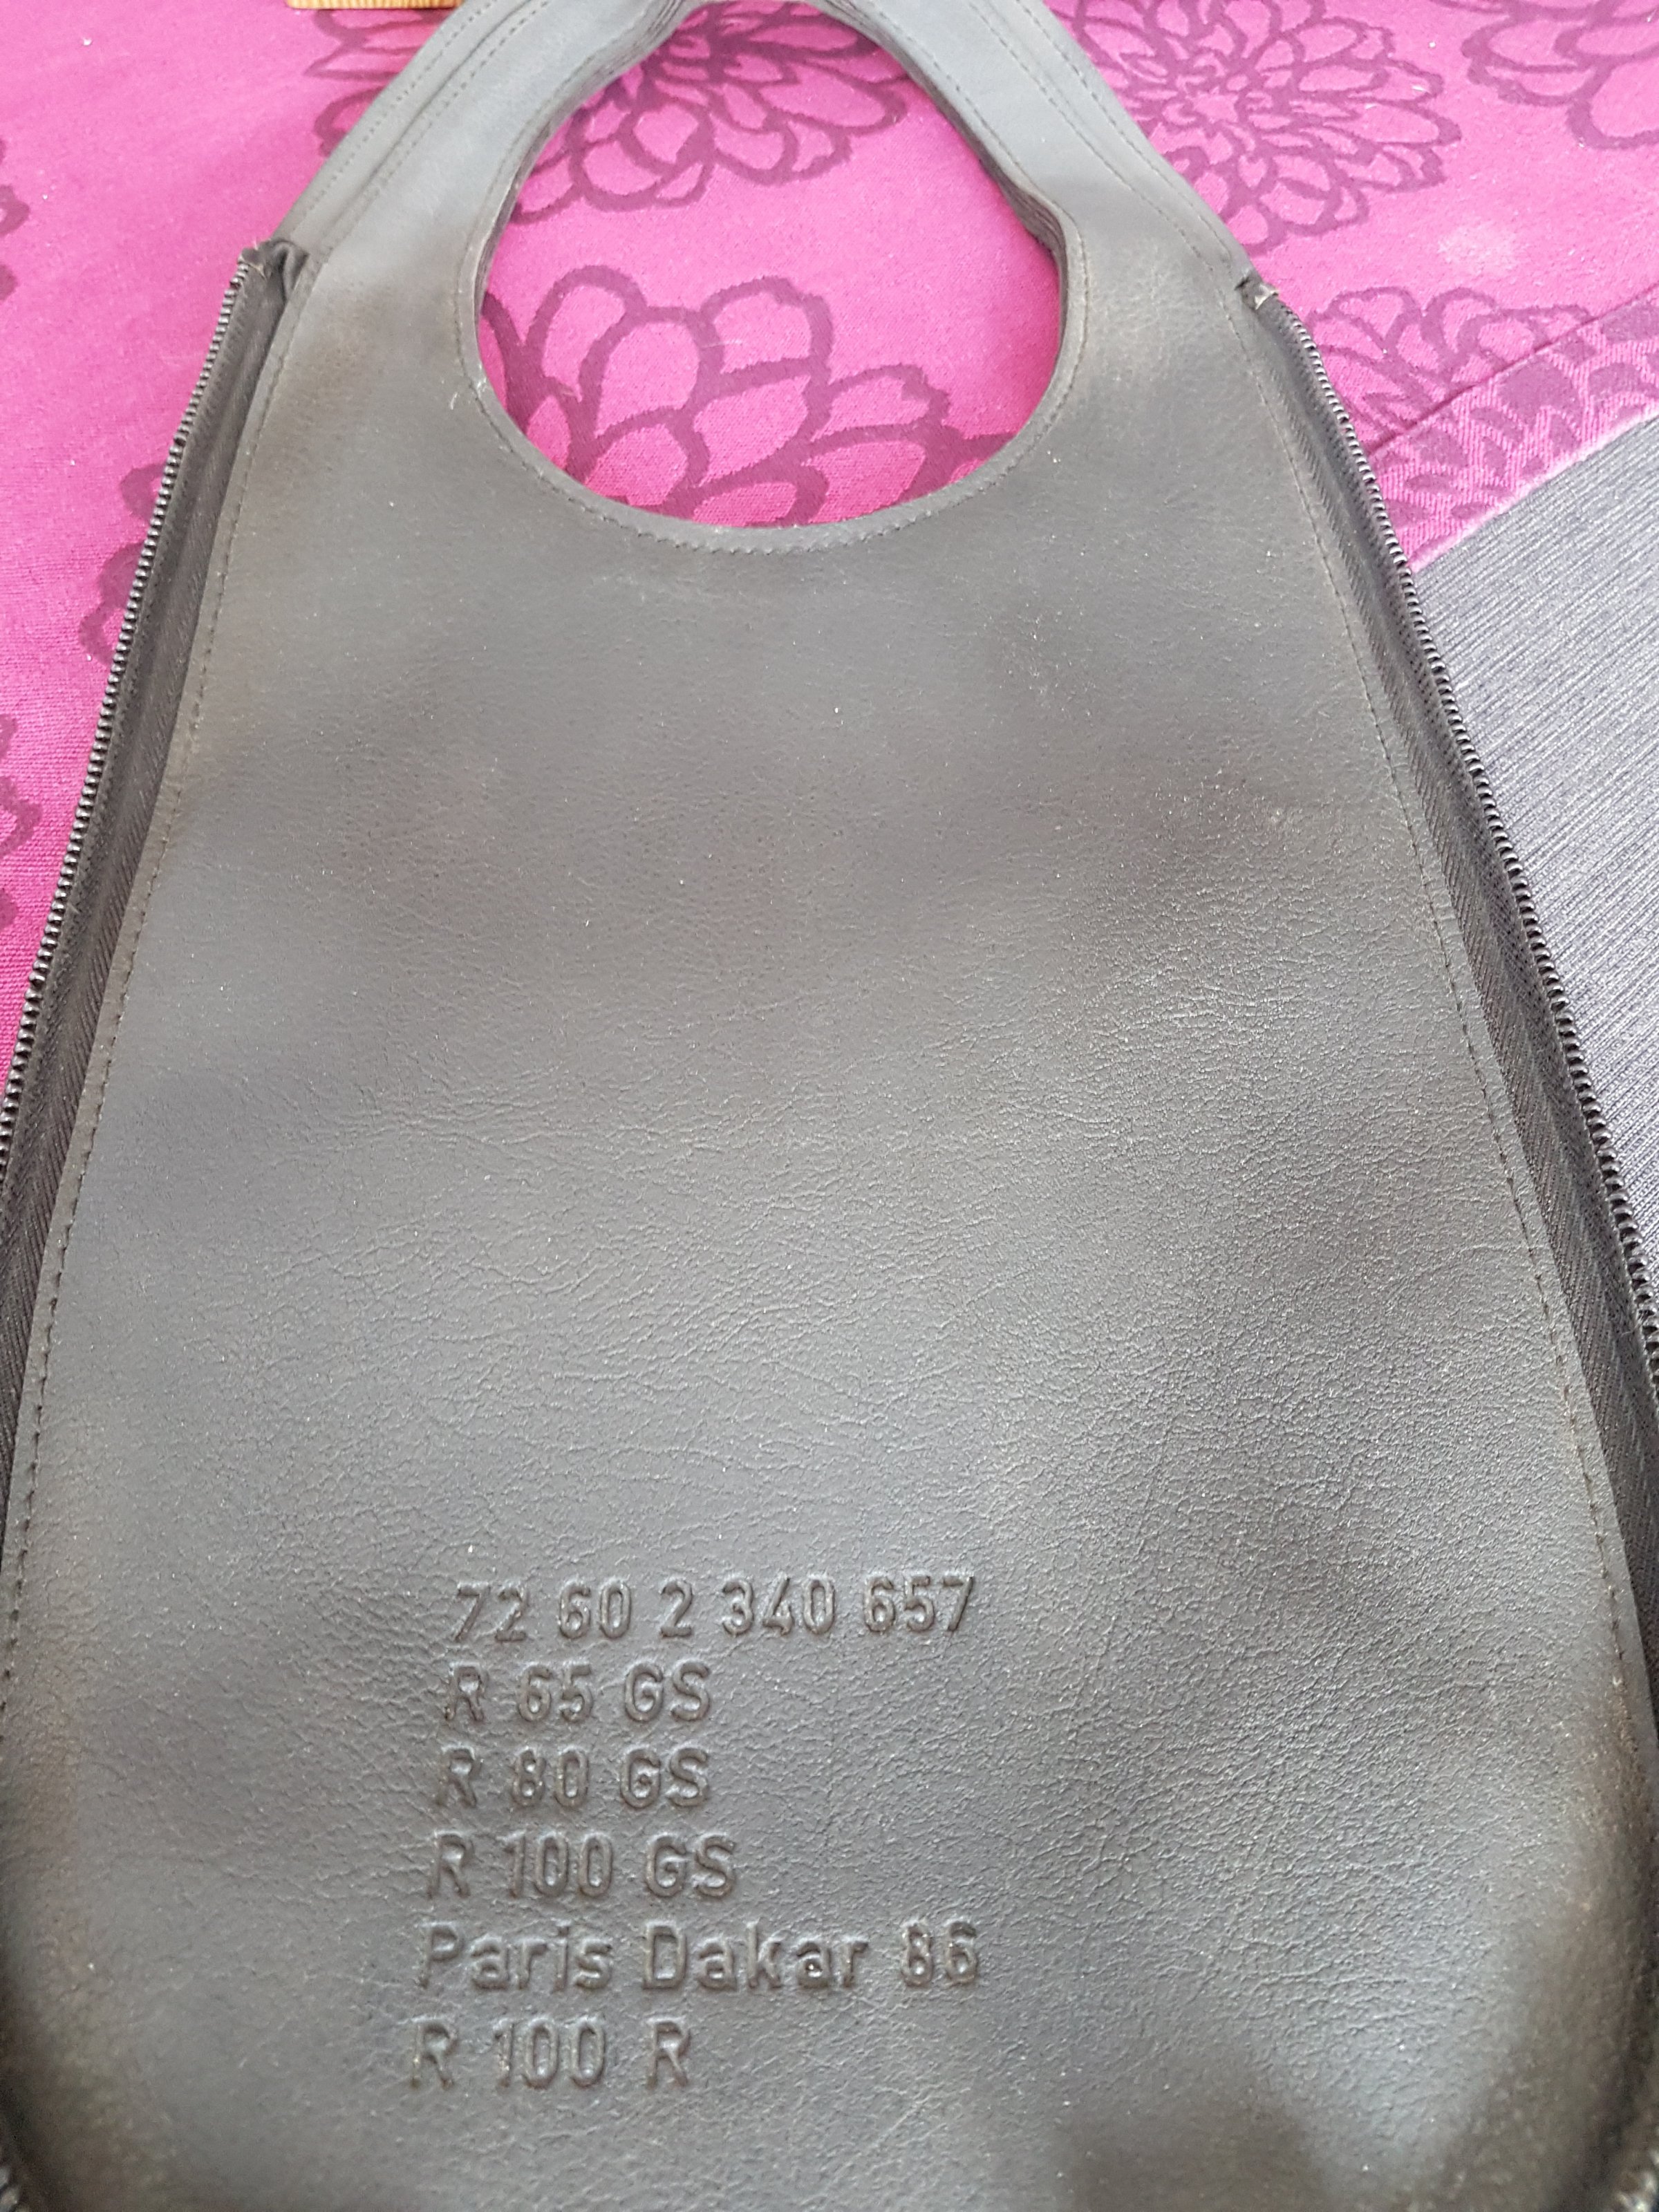 72 60 2 340 657
R 65 GS
R 80 GS
R 100 GS
Paris Dakar 86
R 100 R